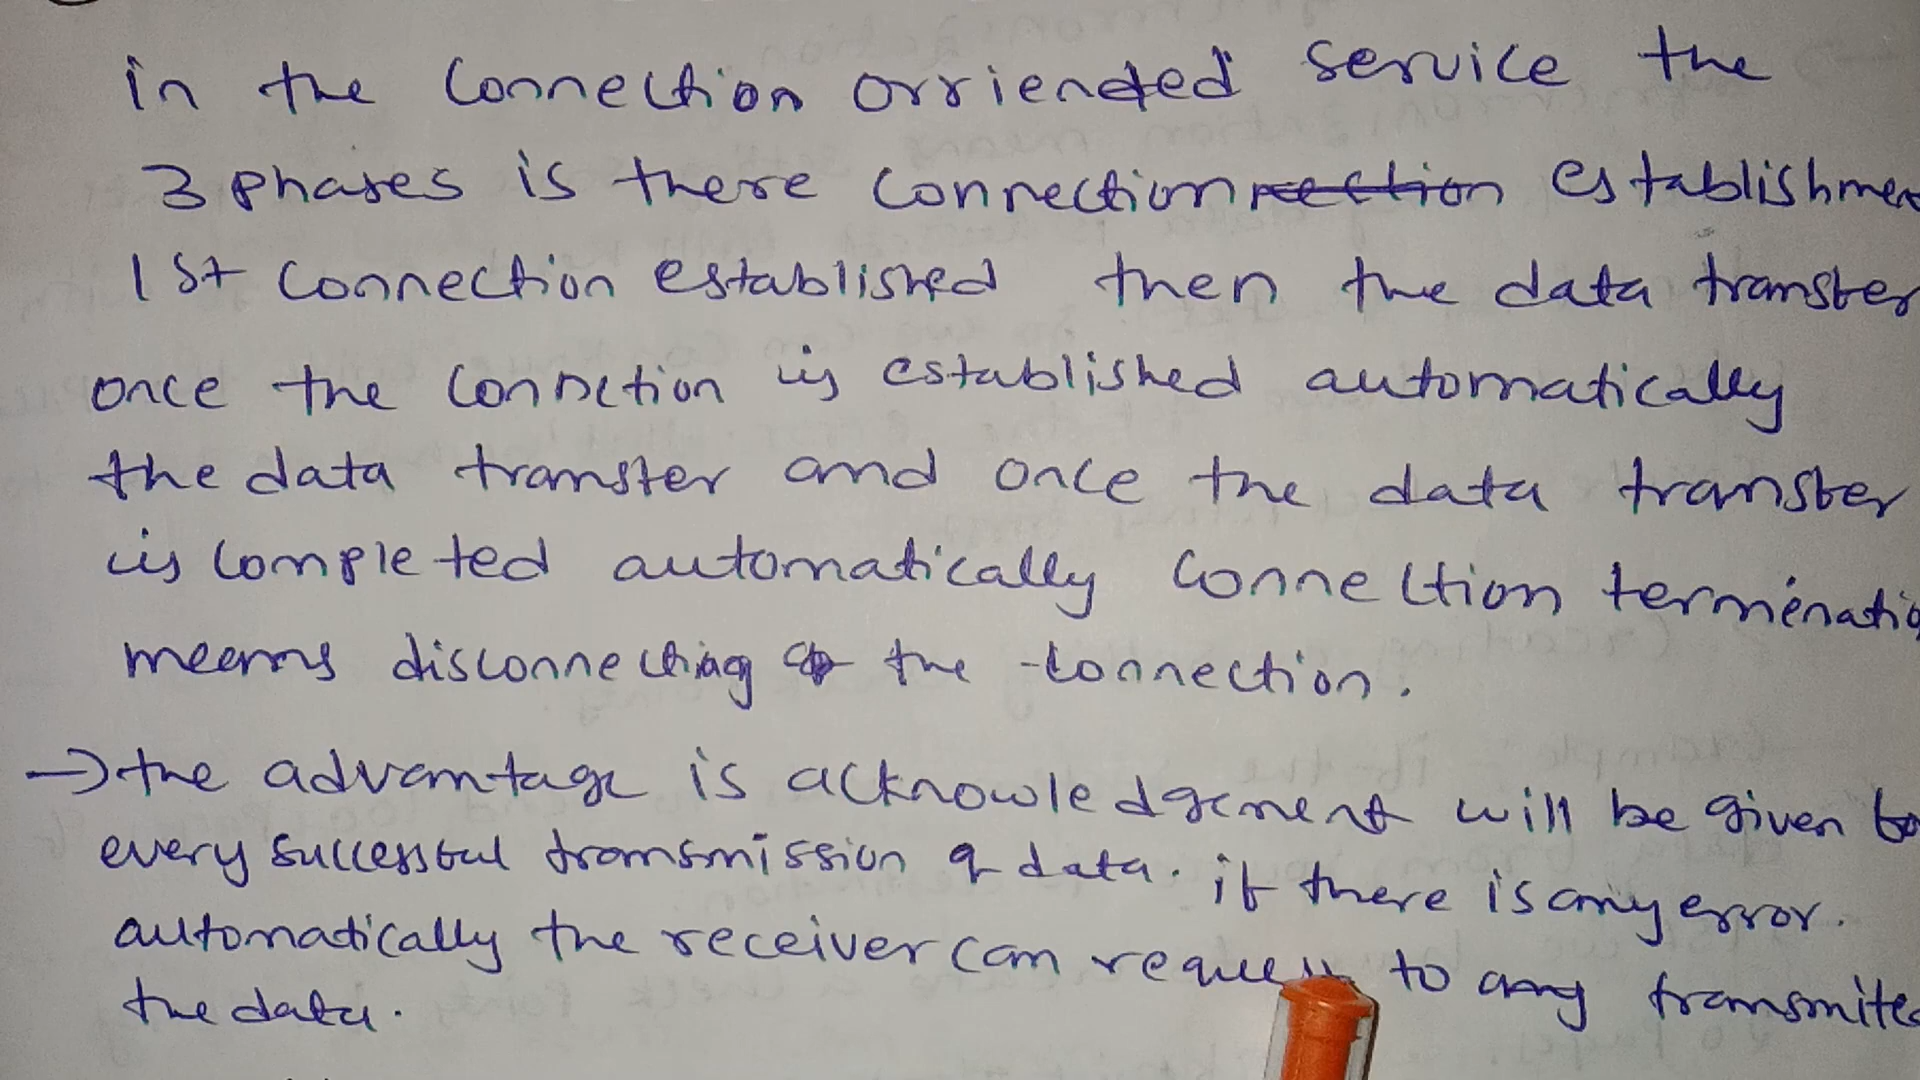 in the connection orriended service the
3 phases is there connection establishmen
1st connection established then the data transfer
once the connction is established automatically
the data transfer and once the data transfer
is completed automatically connection terminatio
meens disconnecting the connection.
→ the advantage is acknowledgement will be given to
every successful transmission of data. if there is any error.
automatically the receiver can request to any transmite
the data.